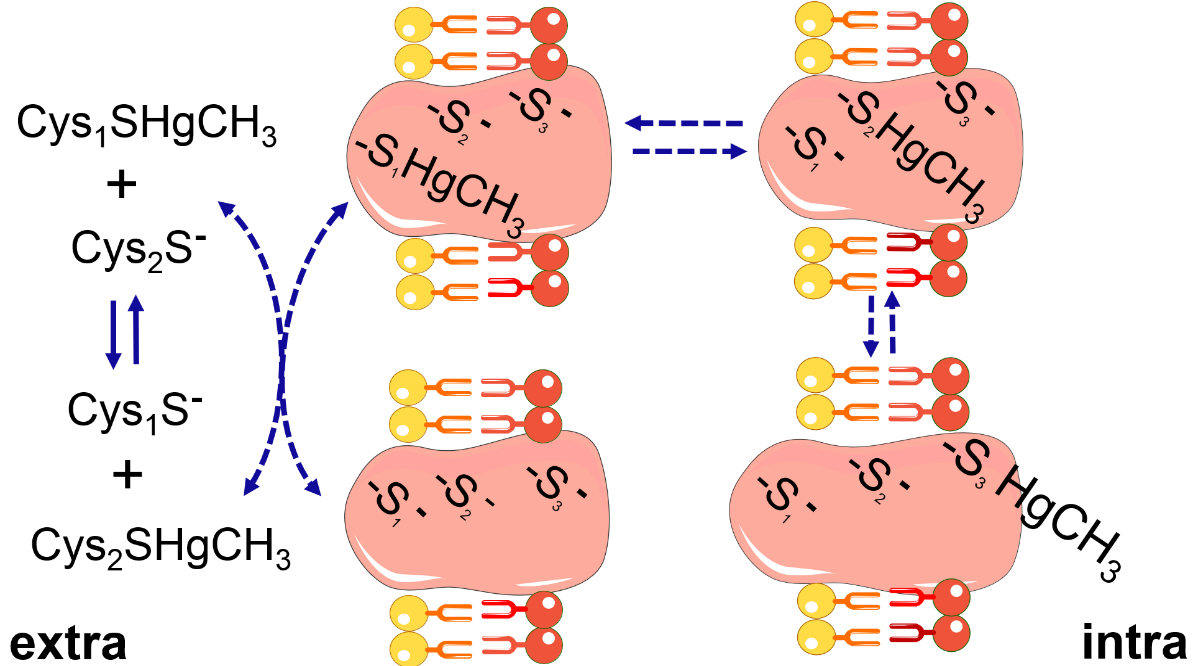 Cys₁SHgCH₃
+
Cys₂S⁻
Cys₁S⁻
+
Cys₂SHgCH₃
extra
-S₁HgCH₃
-S₂-
-S₃-
-S₁-
-S₂HgCH₃
-S₃-
-S₁-
-S₂-
-S₃-
-S₁-
-S₂-
-S₃HgCH₃
intra